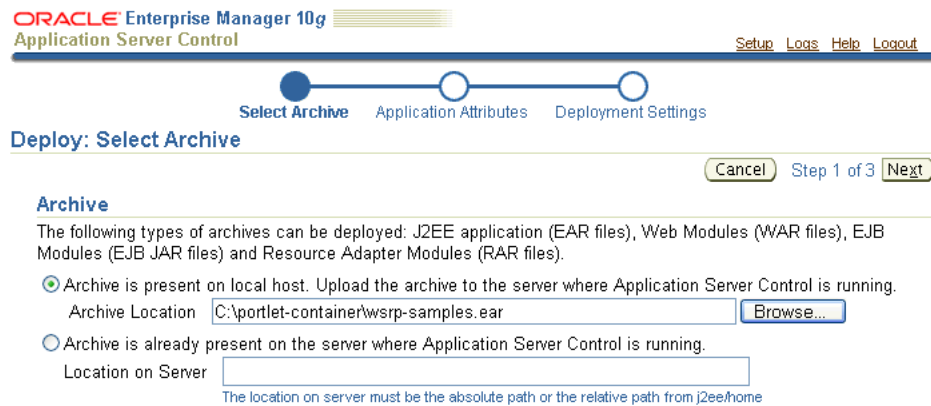 ORACLE Enterprise Manager 10g
Application Server Control
Setup Logs Help Logout
Select Archive Application Attributes Deployment Settings
Deploy: Select Archive
Cancel Step 1 of 3 Next
Archive
The following types of archives can be deployed: J2EE application (EAR files), Web Modules (WAR files), EJB
Modules (EJB JAR files) and Resource Adapter Modules (RAR files).
Archive is present on local host. Upload the archive to the server where Application Server Control is running.
Archive Location C:\portlet-container\wsrp-samples.ear Browse...
Archive is already present on the server where Application Server Control is running.
Location on Server
The location on server must be the absolute path or the relative path from j2ee/home